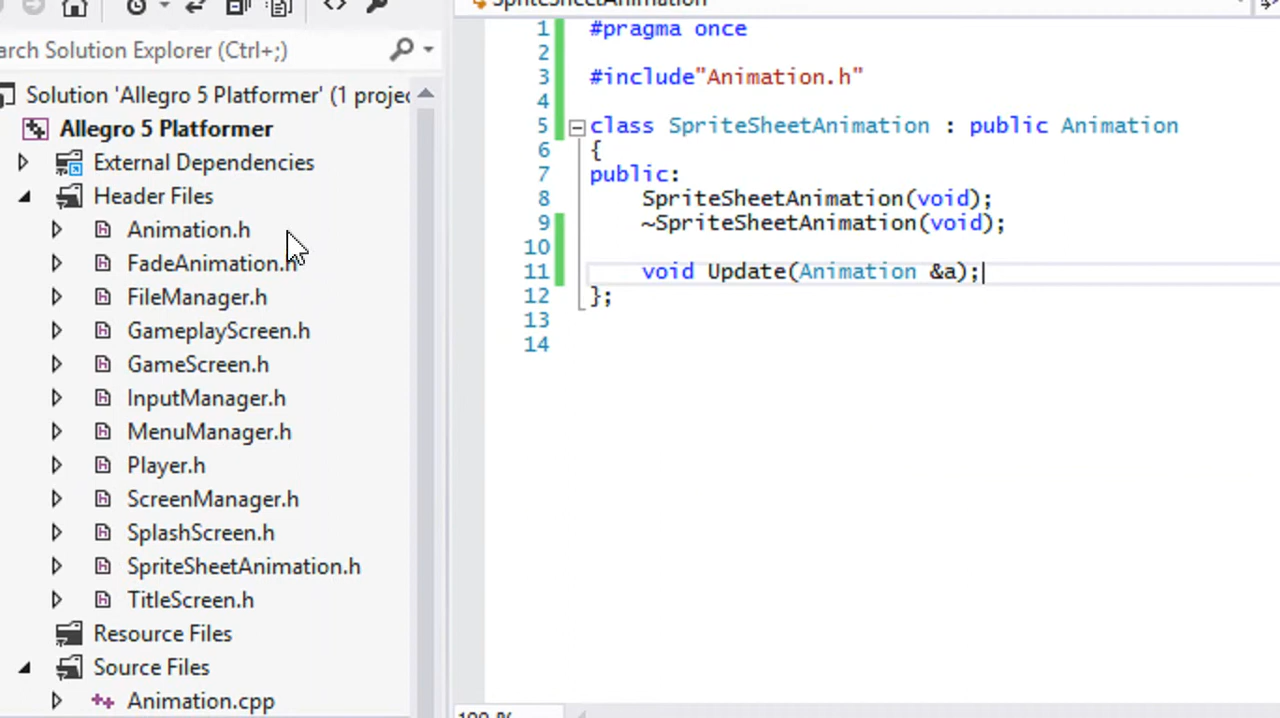 arch Solution Explorer (Ctrl+;)
Solution 'Allegro 5 Platformer' (1 projec
Allegro 5 Platformer
External Dependencies
Header Files
Animation.h
FadeAnimation.h
FileManager.h
GameplayScreen.h
GameScreen.h
InputManager.h
MenuManager.h
Player.h
ScreenManager.h
SplashScreen.h
SpriteSheetAnimation.h
TitleScreen.h
Resource Files
Source Files
Animation.cpp
SpriteSheetAnimation
1 #pragma once
2
3 #include"Animation.h"
4
5 class SpriteSheetAnimation : public Animation
6 {
7 public:
8 SpriteSheetAnimation(void);
9 ~SpriteSheetAnimation(void);
10
11 void Update(Animation &a);
12 };
13
14
100 %